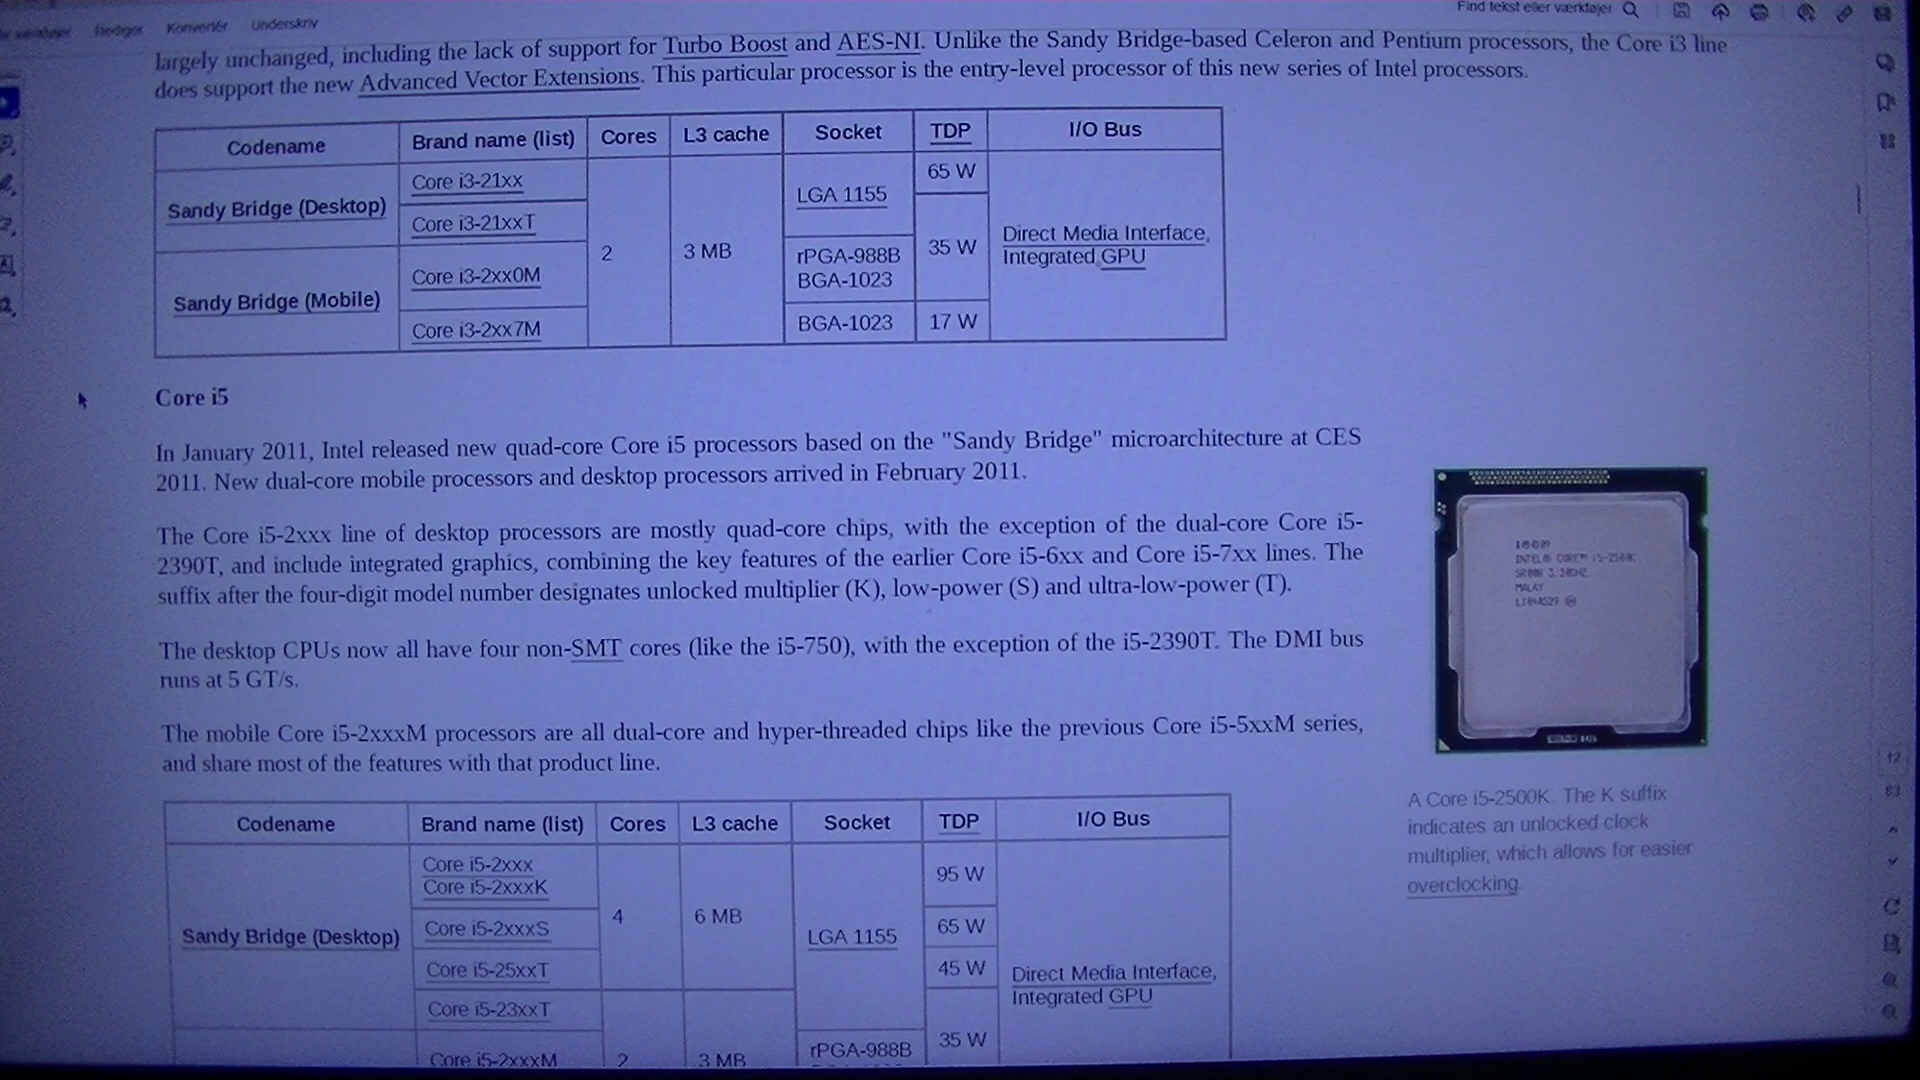 Rediger Konvertér Underskriv
Find tekst eller værktøjer
largely unchanged, including the lack of support for Turbo Boost and AES-NI. Unlike the Sandy Bridge-based Celeron and Pentium processors, the Core i3 line
does support the new Advanced Vector Extensions. This particular processor is the entry-level processor of this new series of Intel processors.
Codename Brand name (list) Cores L3 cache Socket TDP I/O Bus
Sandy Bridge (Desktop)
Core i3-21xx
Core i3-21xxT
Sandy Bridge (Mobile)
Core i3-2xx0M
Core i3-2xx7M
2
3 MB
LGA 1155
rPGA-988B
BGA-1023
BGA-1023
65 W
35 W
17 W
Direct Media Interface,
Integrated GPU
Core i5
In January 2011, Intel released new quad-core Core i5 processors based on the "Sandy Bridge" microarchitecture at CES
2011. New dual-core mobile processors and desktop processors arrived in February 2011.
The Core i5-2xxx line of desktop processors are mostly quad-core chips, with the exception of the dual-core Core i5-
2390T, and include integrated graphics, combining the key features of the earlier Core i5-6xx and Core i5-7xx lines. The
suffix after the four-digit model number designates unlocked multiplier (K), low-power (S) and ultra-low-power (T).
The desktop CPUs now all have four non-SMT cores (like the i5-750), with the exception of the i5-2390T. The DMI bus
runs at 5 GT/s.
The mobile Core i5-2xxxM processors are all dual-core and hyper-threaded chips like the previous Core i5-5xxM series,
and share most of the features with that product line.
INTEL® CORE™ i5-2500K
MALAY
A Core i5-2500K. The K suffix
indicates an unlocked clock
multiplier, which allows for easier
overclocking.
Codename Brand name (list) Cores L3 cache Socket TDP I/O Bus
Sandy Bridge (Desktop)
Core i5-2xxx
Core i5-2xxxK
Core i5-2xxxS
Core i5-25xxT
Core i5-23xxT
Core i5-2xxxM
4
2
6 MB
3 MB
LGA 1155
rPGA-988B
95 W
65 W
45 W
35 W
Direct Media Interface,
Integrated GPU
12
83